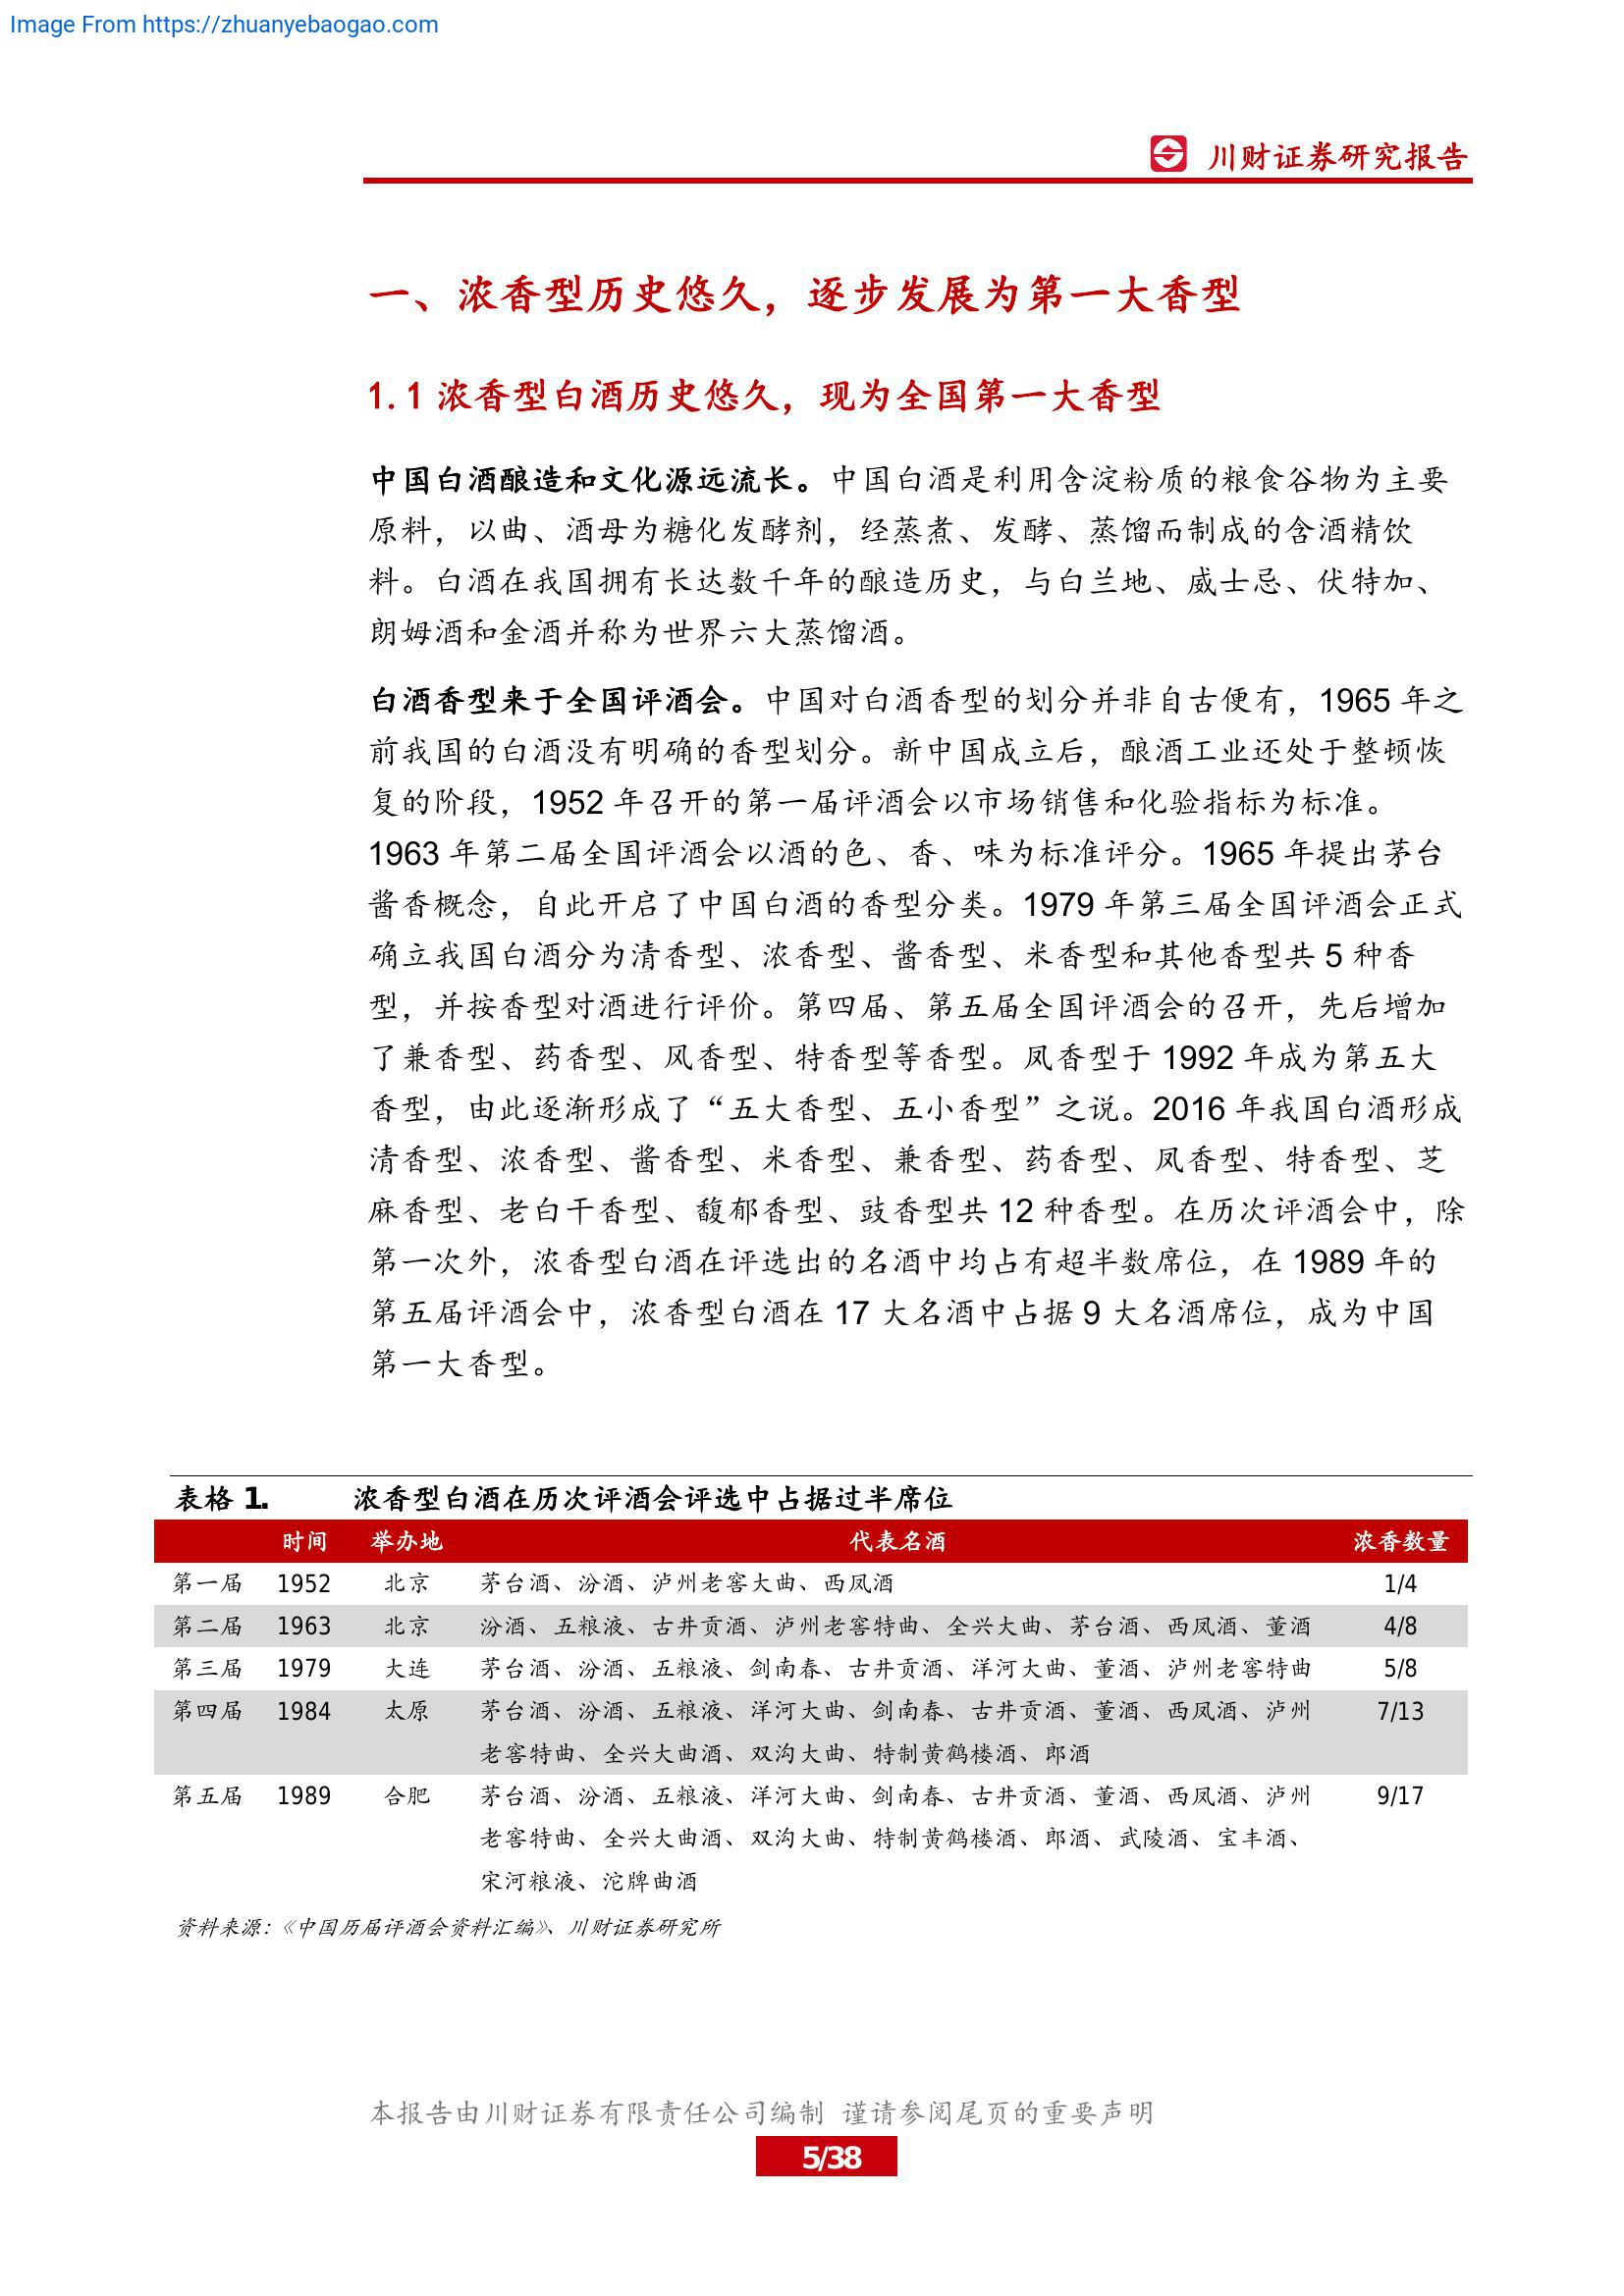 Image From https://zhuanyebaogao.com
川财证券研究报告
一、浓香型历史悠久，逐步发展为第一大香型
1.1 浓香型白酒历史悠久，现为全国第一大香型
中国白酒酿造和文化源远流长。中国白酒是利用含淀粉质的粮食谷物为主要
原料，以曲、酒母为糖化发酵剂，经蒸煮、发酵、蒸馏而制成的含酒精饮
料。白酒在我国拥有长达数千年的酿造历史，与白兰地、威士忌、伏特加、
朗姆酒和金酒并称为世界六大蒸馏酒。
白酒香型来于全国评酒会。中国对白酒香型的划分并非自古便有，1965 年之
前我国的白酒没有明确的香型划分。新中国成立后，酿酒工业还处于整顿恢
复的阶段，1952 年召开的第一届评酒会以市场销售和化验指标为标准。
1963 年第二届全国评酒会以酒的色、香、味为标准评分。1965 年提出茅台
酱香概念，自此开启了中国白酒的香型分类。1979 年第三届全国评酒会正式
确立我国白酒分为清香型、浓香型、酱香型、米香型和其他香型共 5 种香
型，并按香型对酒进行评价。第四届、第五届全国评酒会的召开，先后增加
了兼香型、药香型、风香型、特香型等香型。凤香型于 1992 年成为第五大
香型，由此逐渐形成了“五大香型、五小香型”之说。2016 年我国白酒形成
清香型、浓香型、酱香型、米香型、兼香型、药香型、凤香型、特香型、芝
麻香型、老白干香型、馥郁香型、豉香型共 12 种香型。在历次评酒会中，除
第一次外，浓香型白酒在评选出的名酒中均占有超半数席位，在 1989 年的
第五届评酒会中，浓香型白酒在 17 大名酒中占据 9 大名酒席位，成为中国
第一大香型。
表格 1. 浓香型白酒在历次评酒会评选中占据过半席位
时间 举办地 代表名酒 浓香数量
第一届 1952 北京 茅台酒、汾酒、泸州老窖大曲、西凤酒 1/4
第二届 1963 北京 汾酒、五粮液、古井贡酒、泸州老窖特曲、全兴大曲、茅台酒、西凤酒、董酒 4/8
第三届 1979 大连 茅台酒、汾酒、五粮液、剑南春、古井贡酒、洋河大曲、董酒、泸州老窖特曲 5/8
第四届 1984 太原 茅台酒、汾酒、五粮液、洋河大曲、剑南春、古井贡酒、董酒、西凤酒、泸州 7/13
老窖特曲、全兴大曲酒、双沟大曲、特制黄鹤楼酒、郎酒
第五届 1989 合肥 茅台酒、汾酒、五粮液、洋河大曲、剑南春、古井贡酒、董酒、西凤酒、泸州 9/17
老窖特曲、全兴大曲酒、双沟大曲、特制黄鹤楼酒、郎酒、武陵酒、宝丰酒、
宋河粮液、沱牌曲酒
资料来源：《中国历届评酒会资料汇编》、川财证券研究所
本报告由川财证券有限责任公司编制 谨请参阅尾页的重要声明
5/38